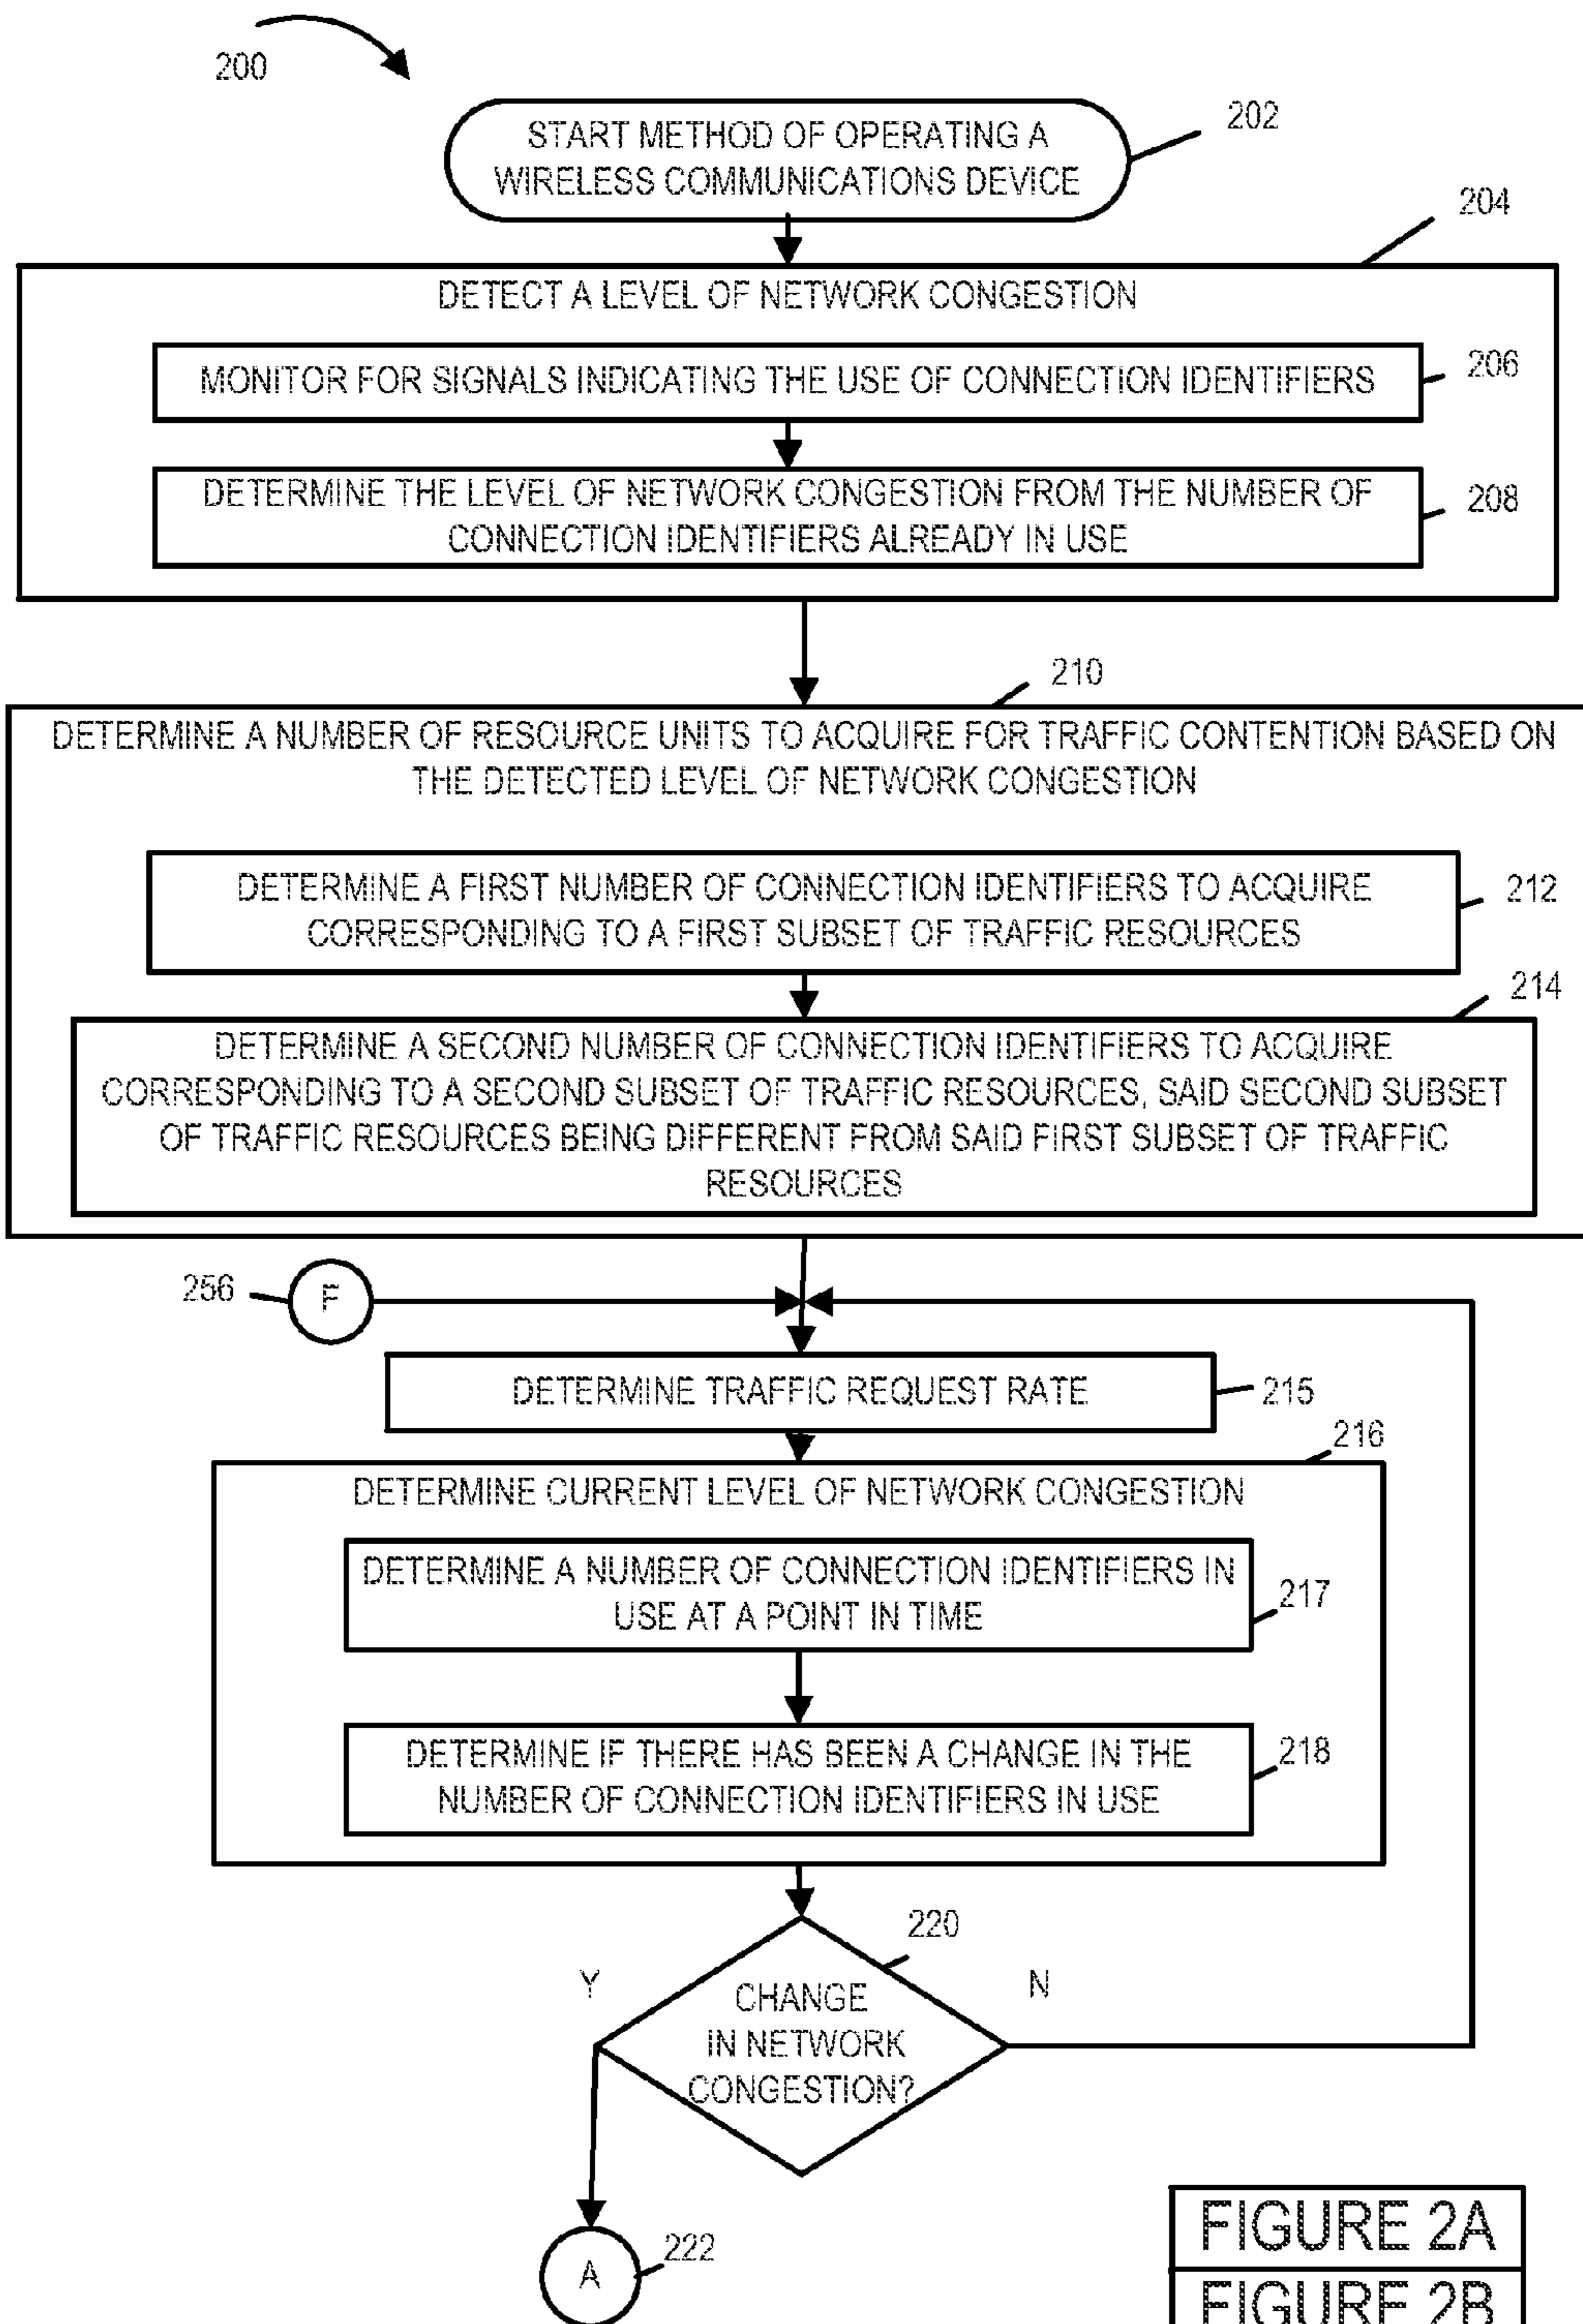 200
START METHOD OF OPERATING A
WIRELESS COMMUNICATIONS DEVICE
202
204
DETECT A LEVEL OF NETWORK CONGESTION
MONITOR FOR SIGNALS INDICATING THE USE OF CONNECTION IDENTIFIERS
206
DETERMINE THE LEVEL OF NETWORK CONGESTION FROM THE NUMBER OF
CONNECTION IDENTIFIERS ALREADY IN USE
208
210
DETERMINE A NUMBER OF RESOURCE UNITS TO ACQUIRE FOR TRAFFIC CONTENTION BASED ON
THE DETECTED LEVEL OF NETWORK CONGESTION
DETERMINE A FIRST NUMBER OF CONNECTION IDENTIFIERS TO ACQUIRE
CORRESPONDING TO A FIRST SUBSET OF TRAFFIC RESOURCES
212
214
DETERMINE A SECOND NUMBER OF CONNECTION IDENTIFIERS TO ACQUIRE
CORRESPONDING TO A SECOND SUBSET OF TRAFFIC RESOURCES, SAID SECOND SUBSET
OF TRAFFIC RESOURCES BEING DIFFERENT FROM SAID FIRST SUBSET OF TRAFFIC
RESOURCES
256
F
DETERMINE TRAFFIC REQUEST RATE
215
216
DETERMINE CURRENT LEVEL OF NETWORK CONGESTION
DETERMINE A NUMBER OF CONNECTION IDENTIFIERS IN
USE AT A POINT IN TIME
217
DETERMINE IF THERE HAS BEEN A CHANGE IN THE
NUMBER OF CONNECTION IDENTIFIERS IN USE
218
220
Y
N
CHANGE
IN NETWORK
CONGESTION?
A
222
FIGURE 2A
FIGURE 2B